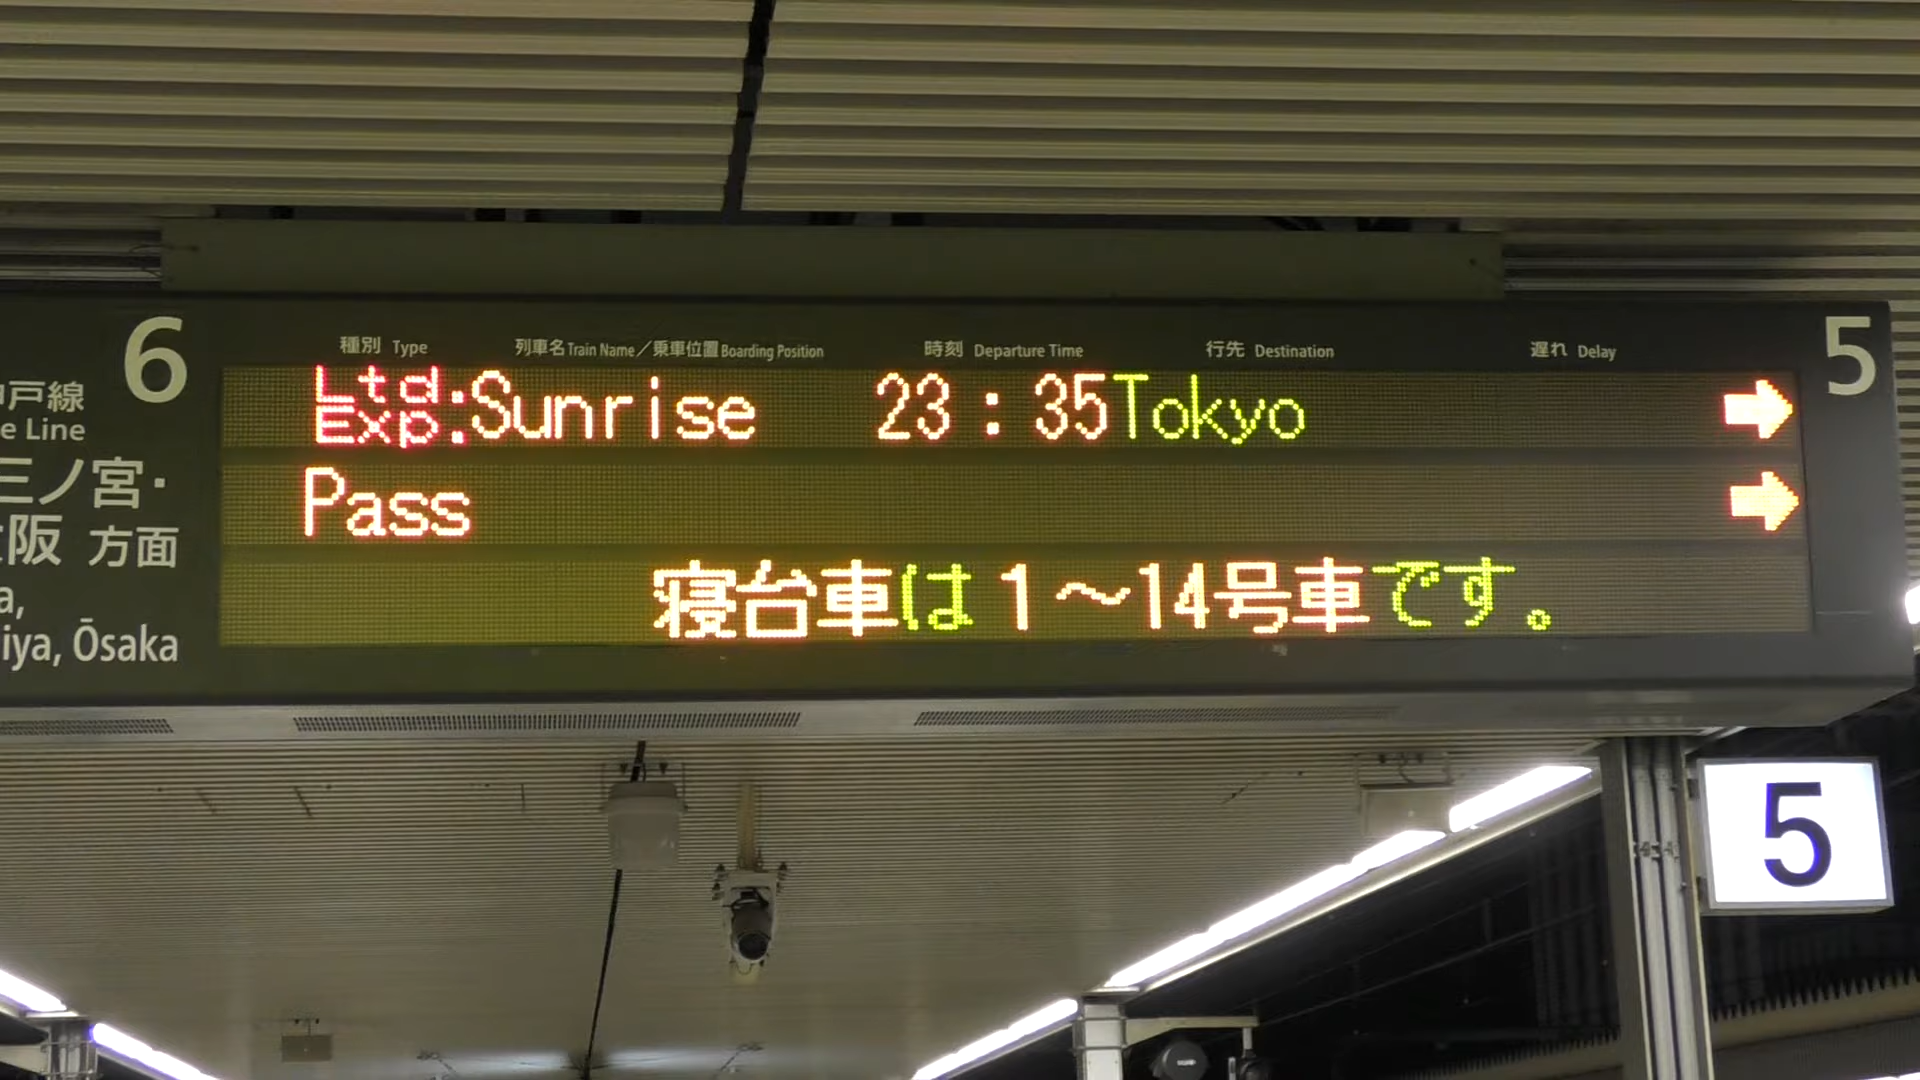 6
戸線
e Line
三ノ宮・
阪 方面
a,
iya, Ōsaka
種別 Type 列車名 Train Name／乗車位置 Boarding Position 時刻 Departure Time 行先 Destination 遅れ Delay
Ltd. Exp. Sunrise 23:35 Tokyo ➡
Pass ➡
寝台車は1～14号車です。
5
5